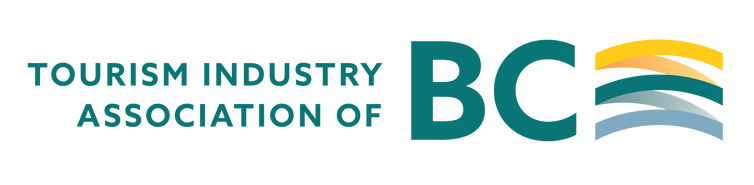 TOURISM INDUSTRY
ASSOCIATION OF
BC